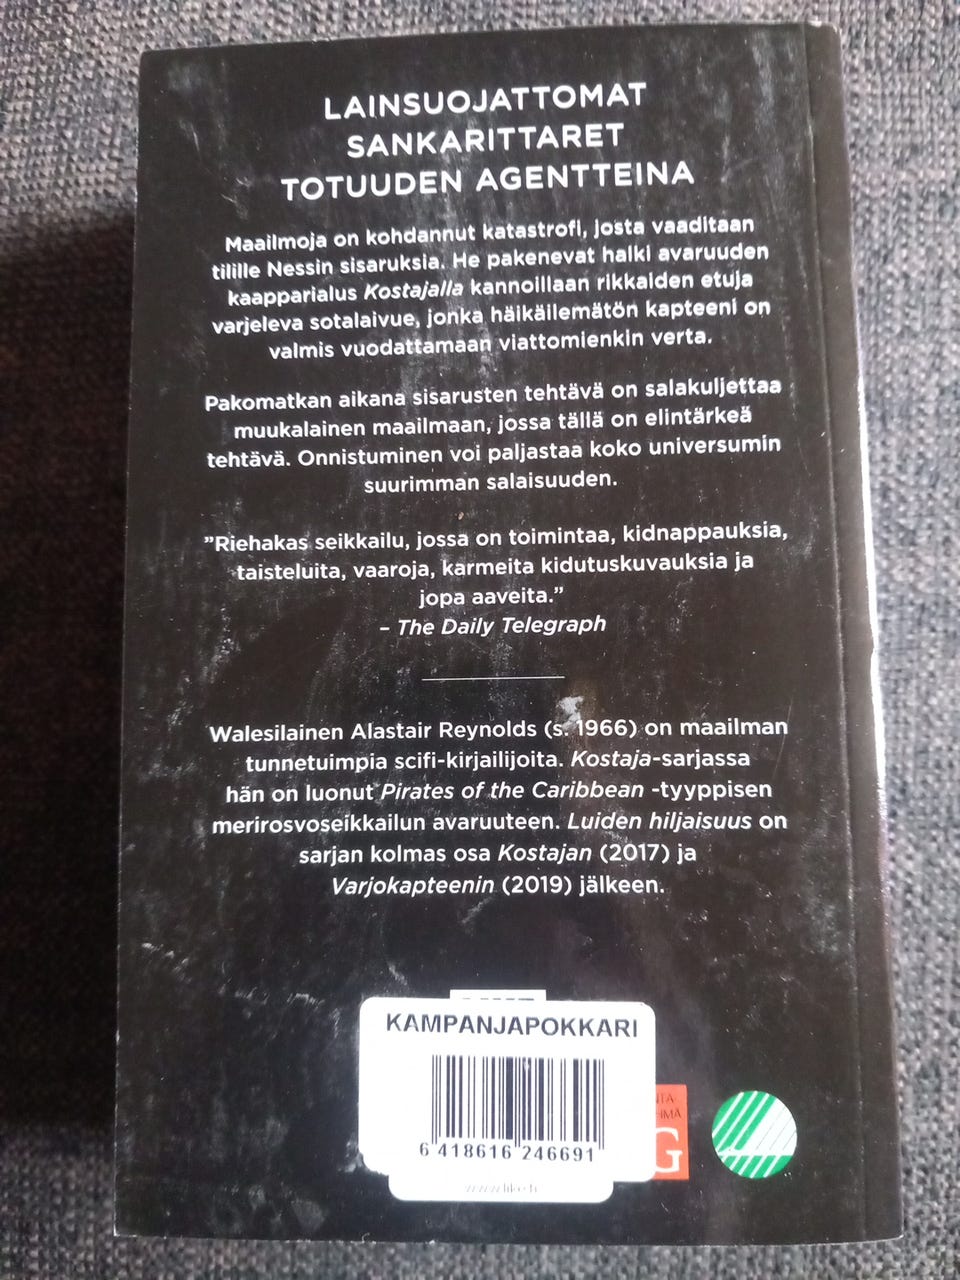 LAINSUOJATTOMAT
SANKARITTARET
TOTUUDEN AGENTTEINA
Maailmoja on kohdannut katastrofi, josta vaaditaan
tilille Nessin sisaruksia. He pakenevat halki avaruuden
kaapparialus Kostajalla kannoillaan rikkaiden etuja
varjeleva sotalaivue, jonka häikäilemätön kapteeni on
valmis vuodattamaan viattomienkin verta.
Pakomatkan aikana sisarusten tehtävä on salakuljettaa
muukalainen maailmaan, jossa tällä on elintärkeä
tehtävä. Onnistuminen voi paljastaa koko universumin
suurimman salaisuuden.
”Riehakas seikkailu, jossa on toimintaa, kidnappauksia,
taisteluita, vaaroja, karmeita kidutuskuvauksia ja
jopa aaveita.”
– The Daily Telegraph
Walesilainen Alastair Reynolds (s. 1966) on maailman
tunnetuimpia scifi-kirjailijoita. Kostaja-sarjassa
hän on luonut Pirates of the Caribbean -tyyppisen
merirosvoseikkailun avaruuteen. Luiden hiljaisuus on
sarjan kolmas osa Kostajan (2017) ja
Varjokapteenin (2019) jälkeen.
KAMPANJAPOKKARI
6 418616 246691
www.like.fi
G